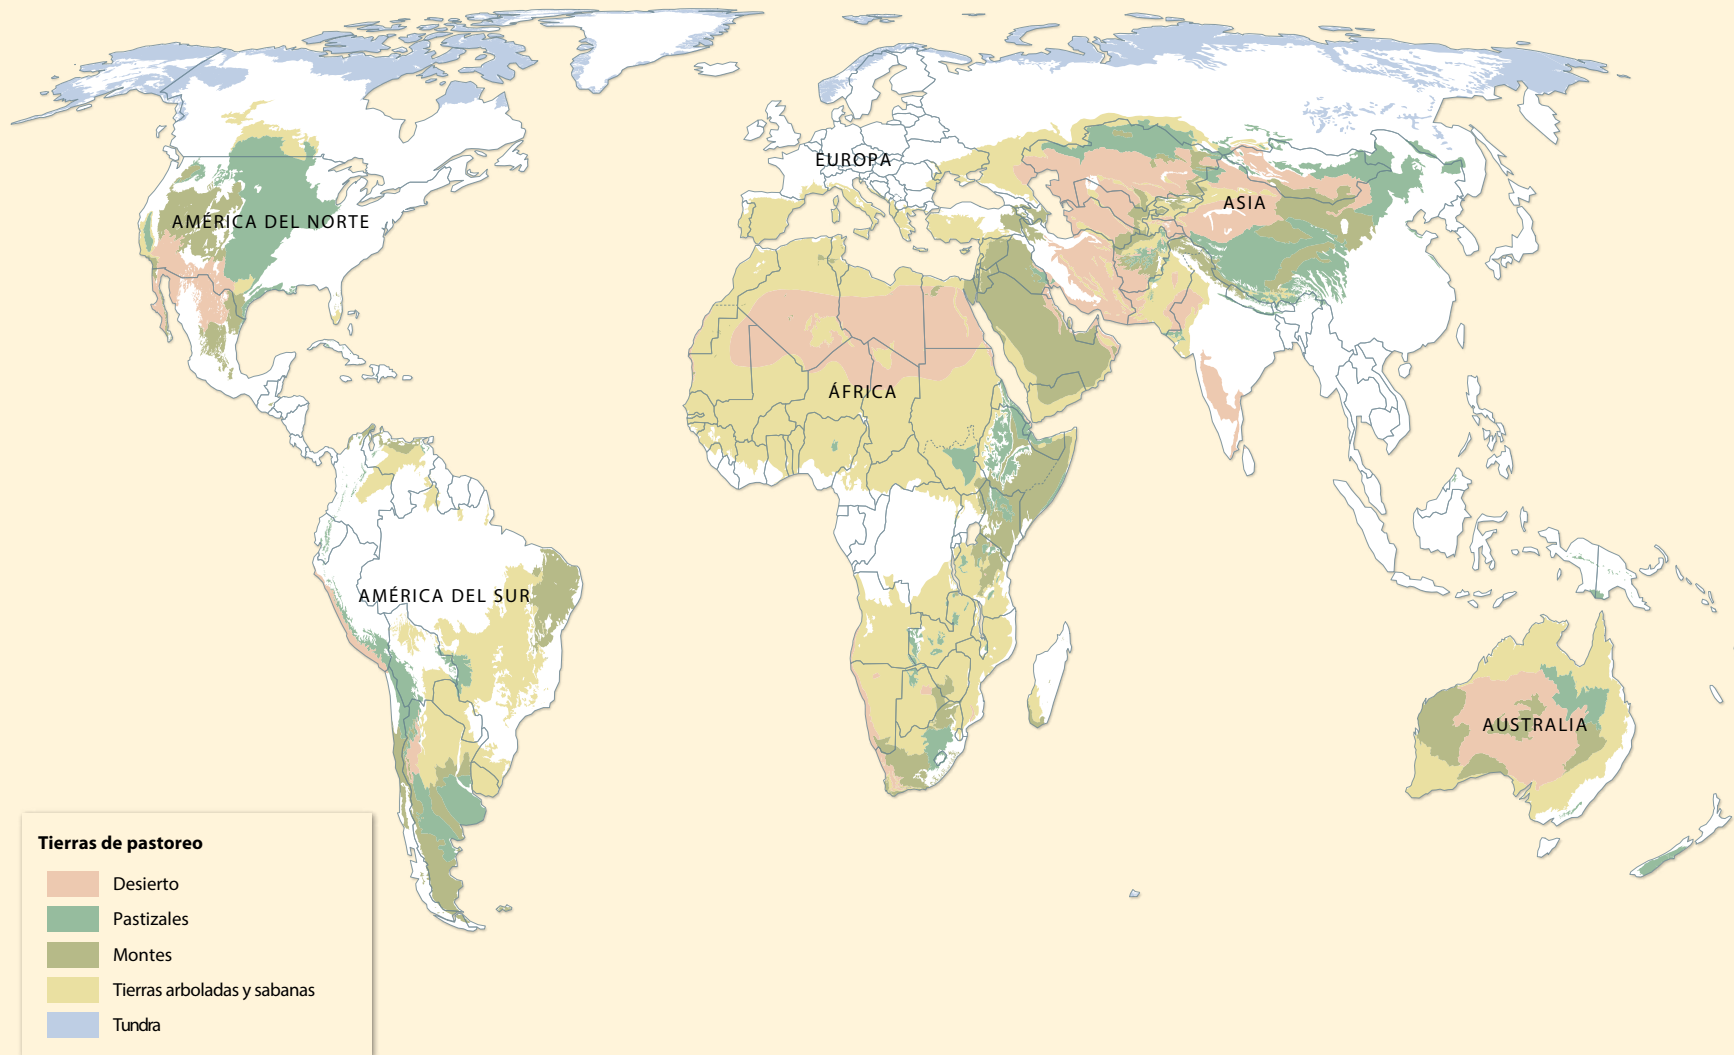 EUROPA
ASIA
AMÉRICA DEL NORTE
ÁFRICA
AMÉRICA DEL SUR
AUSTRALIA
Tierras de pastoreo
Desierto
Pastizales
Montes
Tierras arboladas y sabanas
Tundra